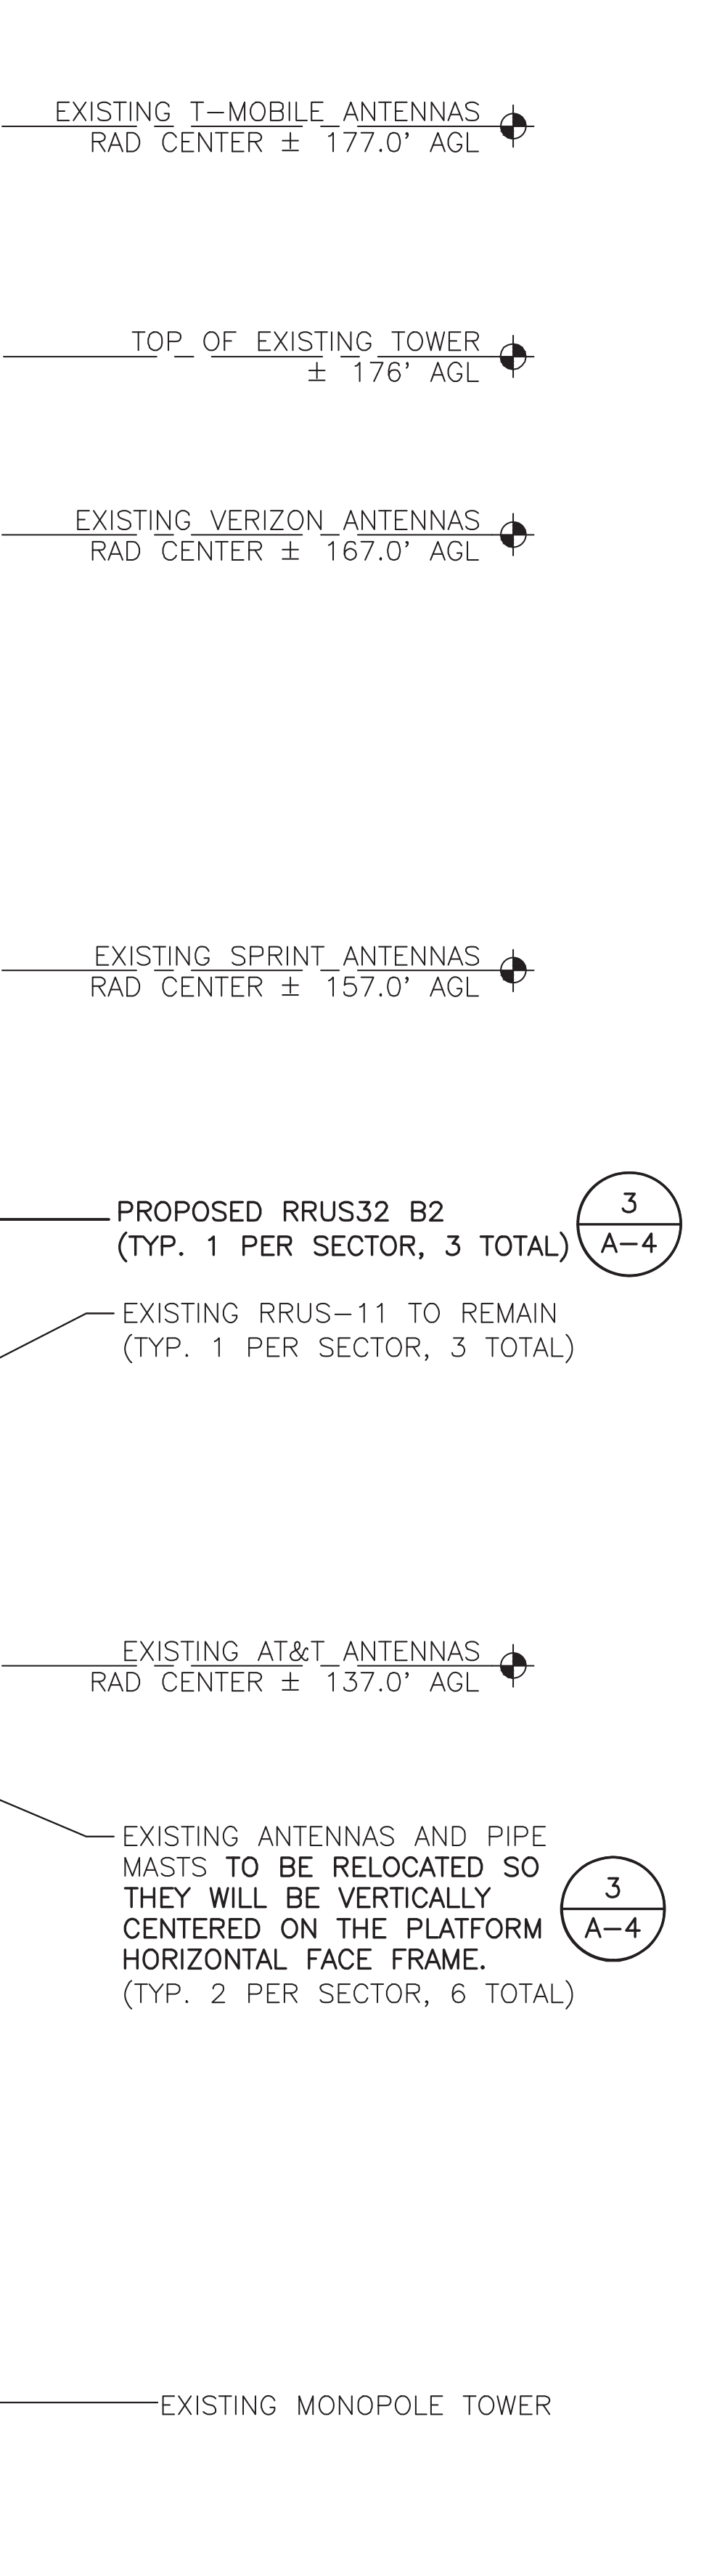 EXISTING T-MOBILE ANTENNAS
RAD CENTER ± 177.0' AGL
TOP OF EXISTING TOWER
± 176' AGL
EXISTING VERIZON ANTENNAS
RAD CENTER ± 167.0' AGL
EXISTING SPRINT ANTENNAS
RAD CENTER ± 157.0' AGL
PROPOSED RRUS32 B2
(TYP. 1 PER SECTOR, 3 TOTAL)
3
A-4
EXISTING RRUS-11 TO REMAIN
(TYP. 1 PER SECTOR, 3 TOTAL)
EXISTING AT&T ANTENNAS
RAD CENTER ± 137.0' AGL
EXISTING ANTENNAS AND PIPE
MASTS TO BE RELOCATED SO
THEY WILL BE VERTICALLY
CENTERED ON THE PLATFORM
HORIZONTAL FACE FRAME.
(TYP. 2 PER SECTOR, 6 TOTAL)
3
A-4
EXISTING MONOPOLE TOWER